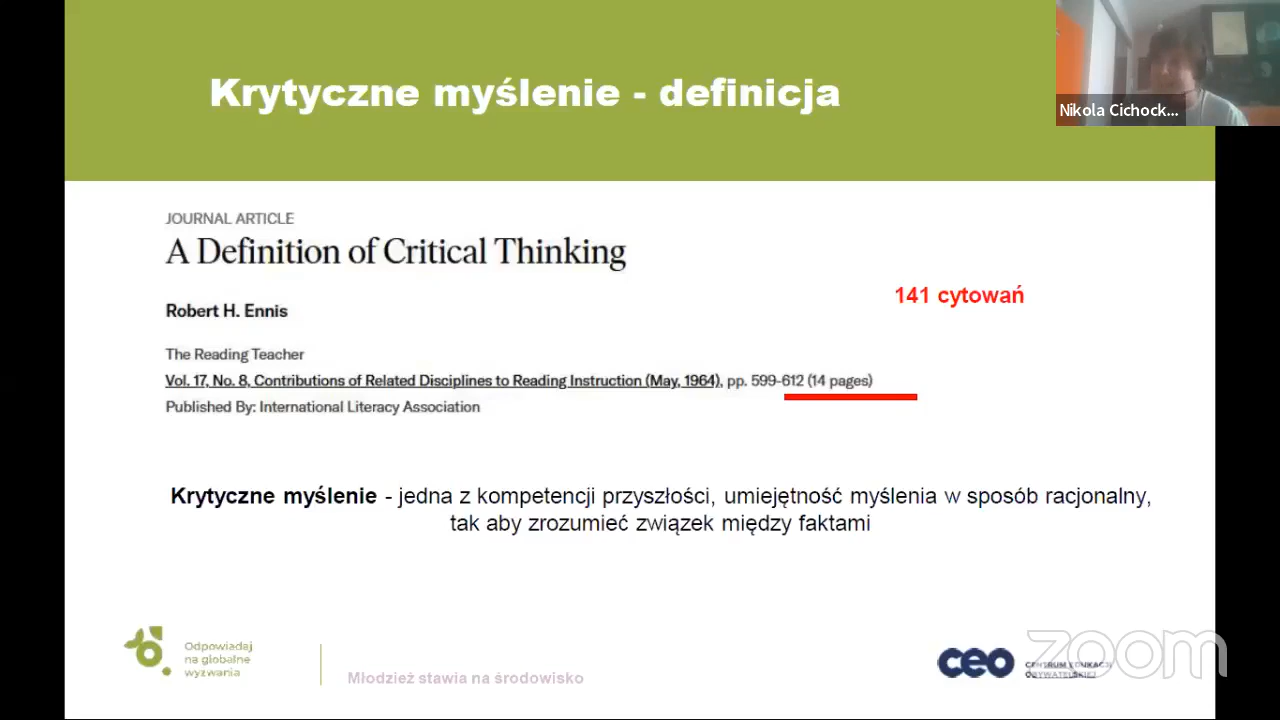 Krytyczne myślenie - definicja
Nikola Cichock...
JOURNAL ARTICLE
A Definition of Critical Thinking
141 cytowań
Robert H. Ennis
The Reading Teacher
Vol. 17, No. 8, Contributions of Related Disciplines to Reading Instruction (May, 1964), pp. 599-612 (14 pages)
Published By: International Literacy Association
Krytyczne myślenie - jedna z kompetencji przyszłości, umiejętność myślenia w sposób racjonalny,
tak aby zrozumieć związek między faktami
Odpowiadaj
na globalne
wyzwania
Młodzież stawia na środowisko
ceo
CENTRUM EDUKACJI
OBYWATELSKIEJ
zoom